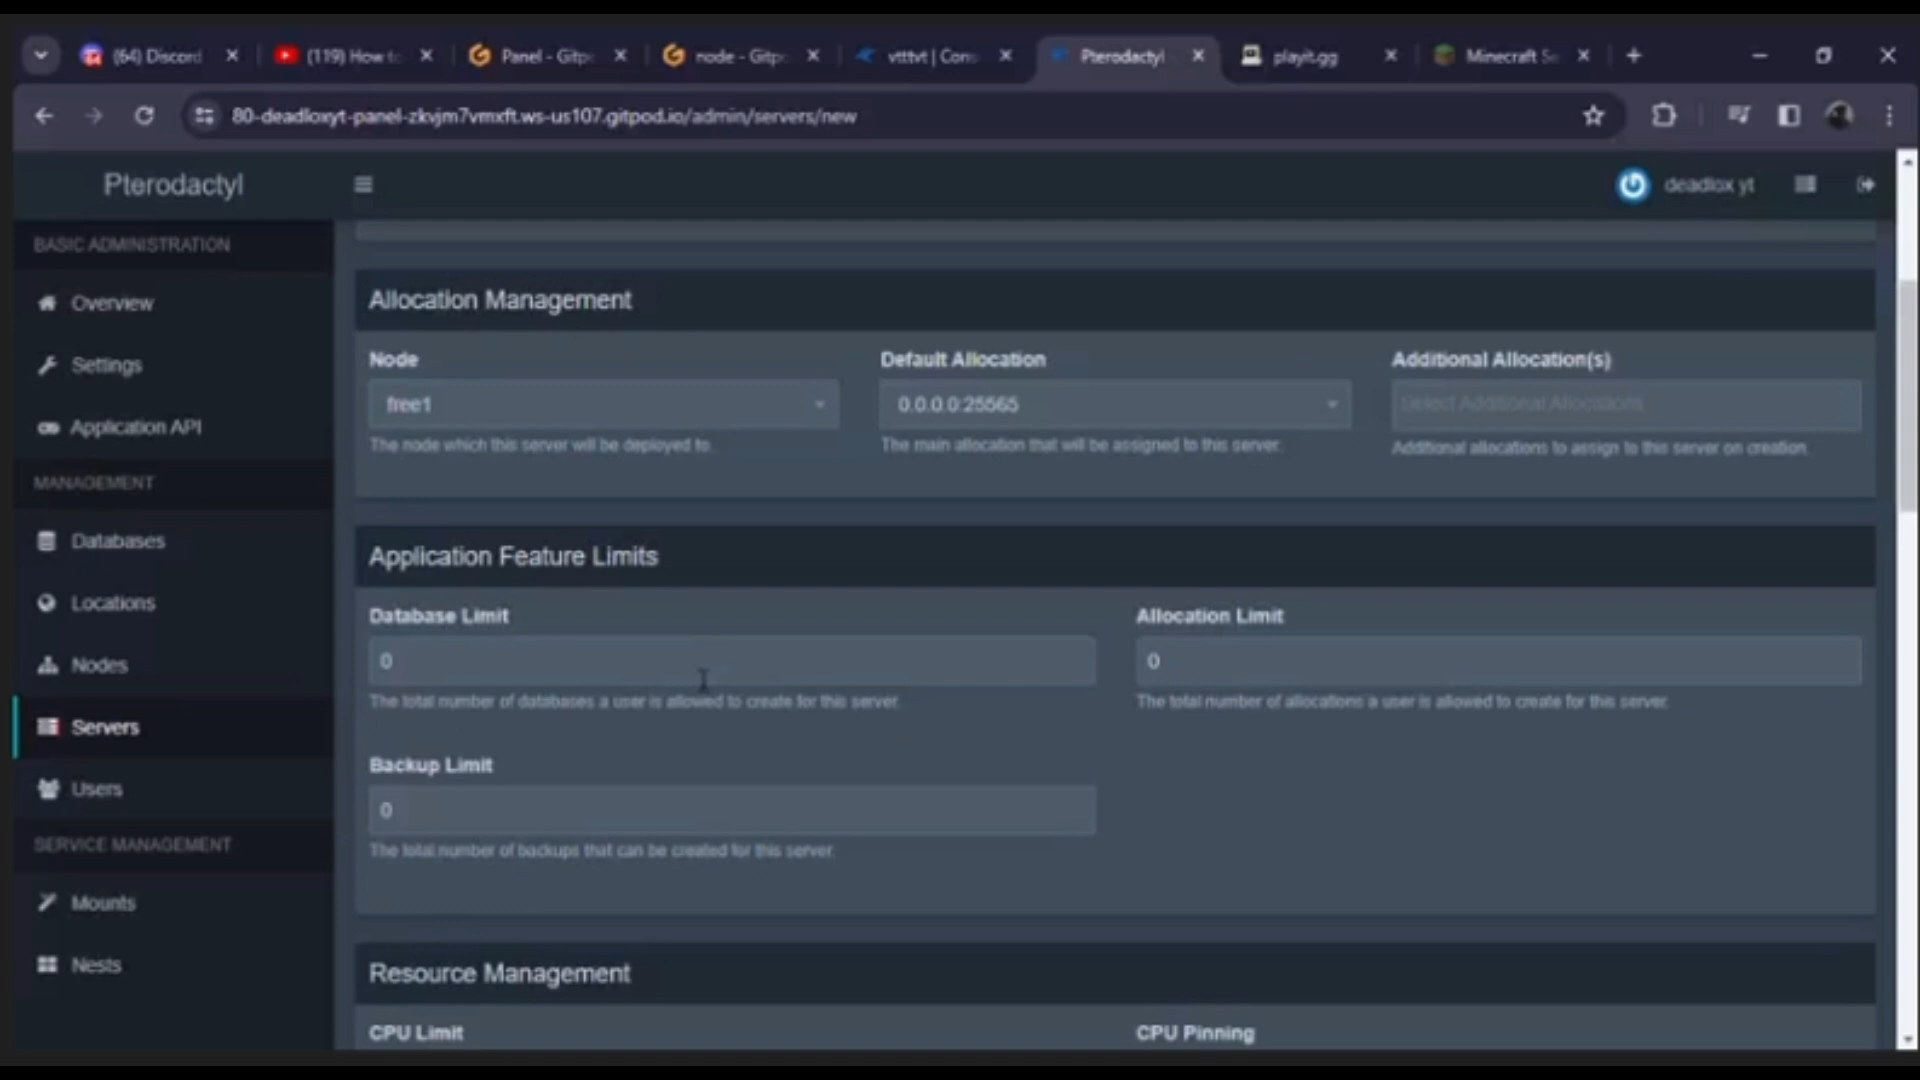 (64) Discord
(119) How to
Panel - Gitp
node - Gitp
vtttvt | Cons
Pterodactyl
playit.gg
Minecraft Se
80-deadloxyt-panel-zkvjm7vmxft.ws-us107.gitpod.io/admin/servers/new
Pterodactyl
deadlox yt
BASIC ADMINISTRATION
Overview
Settings
Application API
MANAGEMENT
Databases
Locations
Nodes
Servers
Users
SERVICE MANAGEMENT
Mounts
Nests
Allocation Management
Node
free1
The node which this server will be deployed to.
Default Allocation
0.0.0.0:25565
The main allocation that will be assigned to this server.
Additional Allocation(s)
Select Additional Allocations
Additional allocations to assign to this server on creation.
Application Feature Limits
Database Limit
0
The total number of databases a user is allowed to create for this server.
Allocation Limit
0
The total number of allocations a user is allowed to create for this server.
Backup Limit
0
The total number of backups that can be created for this server.
Resource Management
CPU Limit
CPU Pinning